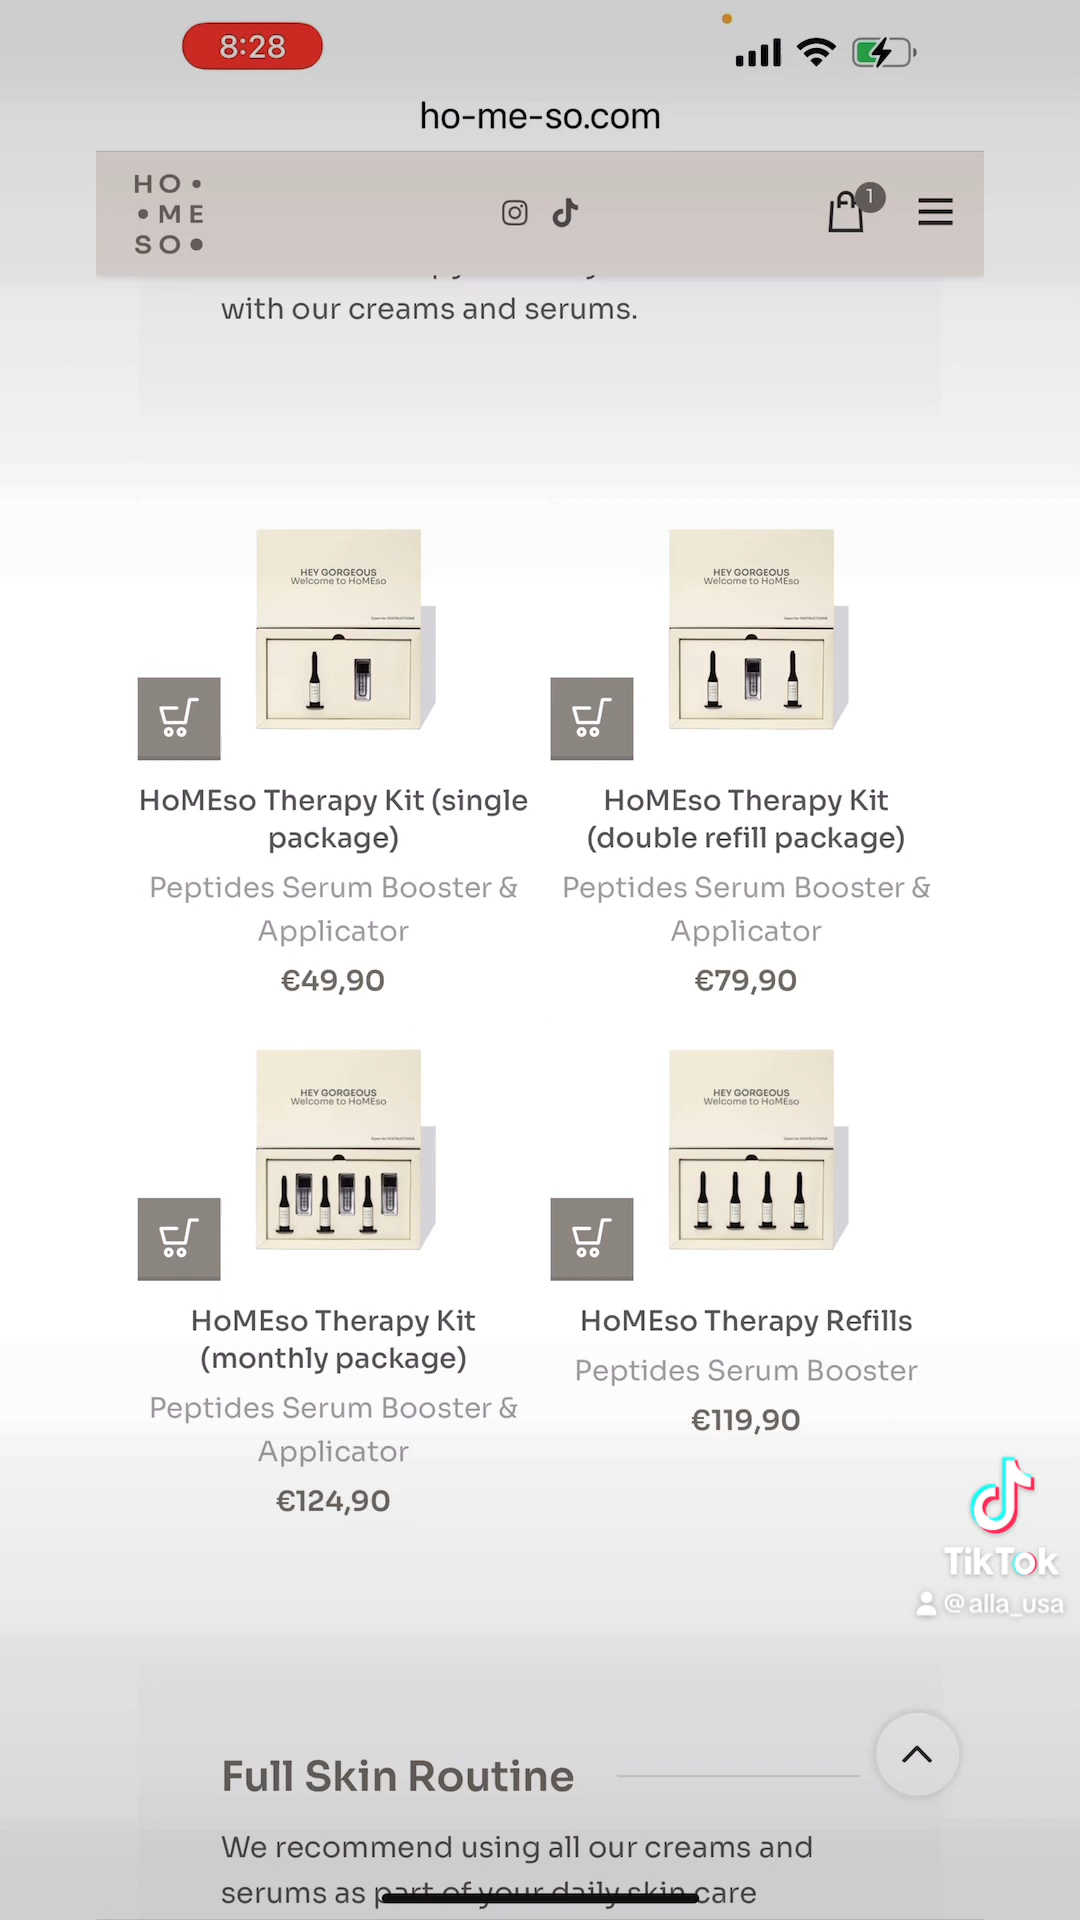 8:28
ho-me-so.com
HO•
•ME
SO•
1
with our creams and serums.
HEY GORGEOUS
Welcome to HoMEso
HEY GORGEOUS
Welcome to HoMEso
HoMEso Therapy Kit (single
package)
Peptides Serum Booster &
Applicator
€49,90
HoMEso Therapy Kit
(double refill package)
Peptides Serum Booster &
Applicator
€79,90
HEY GORGEOUS
Welcome to HoMEso
HEY GORGEOUS
Welcome to HoMEso
HoMEso Therapy Kit
(monthly package)
Peptides Serum Booster &
Applicator
€124,90
HoMEso Therapy Refills
Peptides Serum Booster
€119,90
TikTok
@alla_usa
Full Skin Routine
We recommend using all our creams and
serums as part of your daily skin care